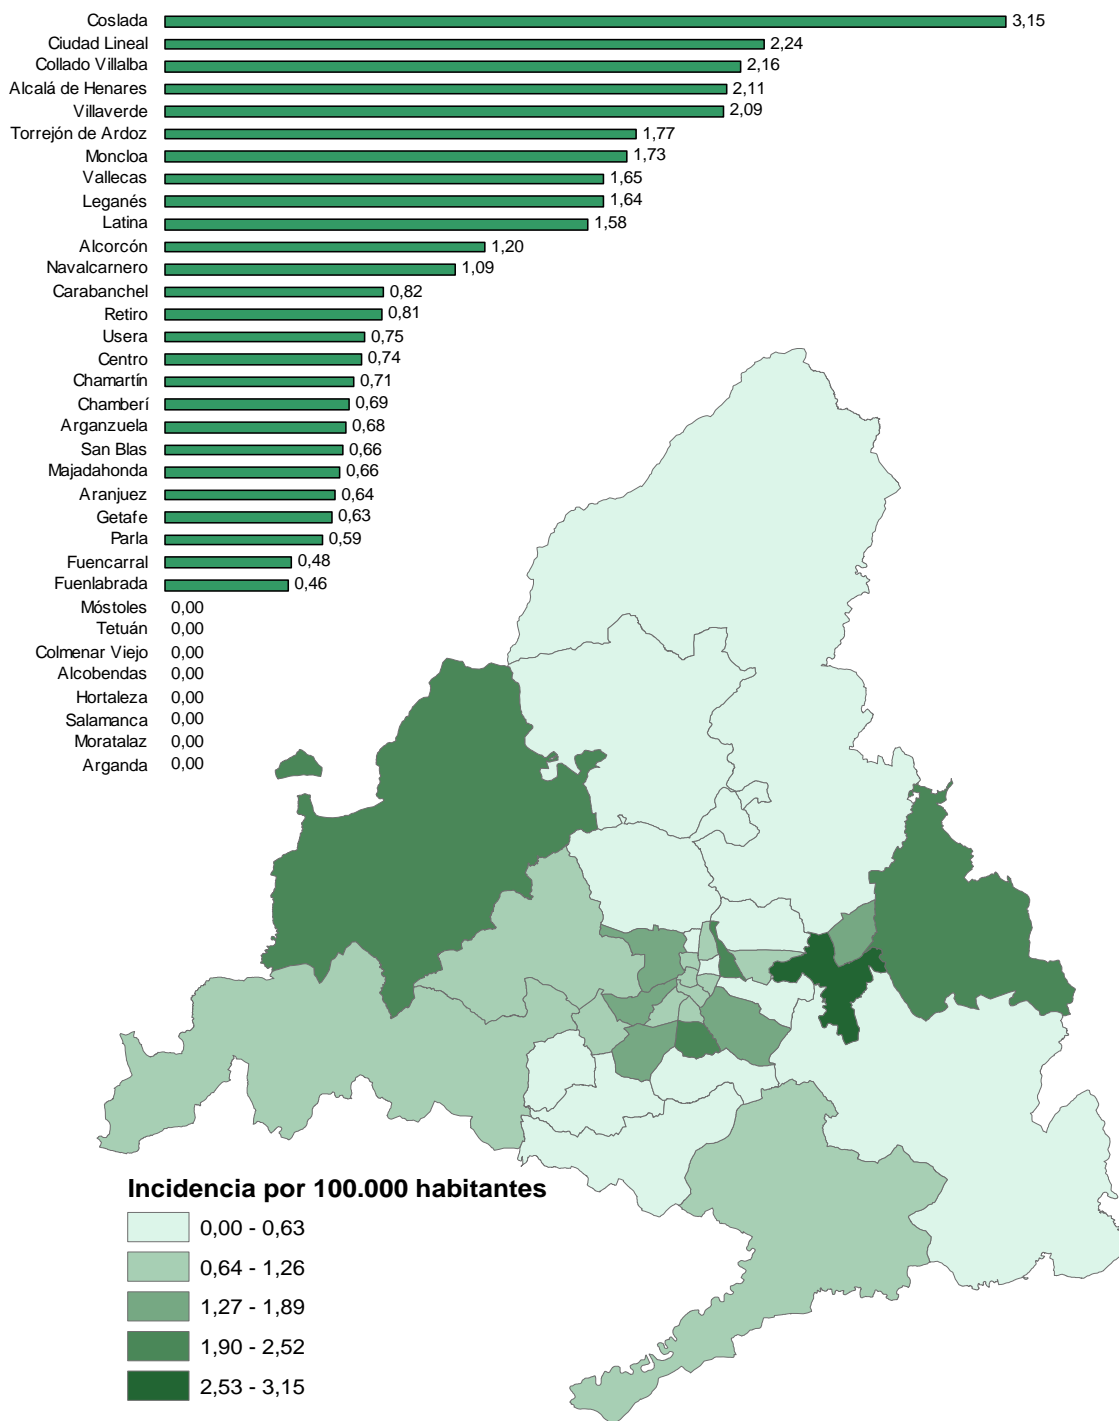 Coslada 3,15
Ciudad Lineal 2,24
Collado Villalba 2,16
Alcalá de Henares 2,11
Villaverde 2,09
Torrejón de Ardoz 1,77
Moncloa 1,73
Vallecas 1,65
Leganés 1,64
Latina 1,58
Alcorcón 1,20
Navalcarnero 1,09
Carabanchel 0,82
Retiro 0,81
Usera 0,75
Centro 0,74
Chamartín 0,71
Chamberí 0,69
Arganzuela 0,68
San Blas 0,66
Majadahonda 0,66
Aranjuez 0,64
Getafe 0,63
Parla 0,59
Fuencarral 0,48
Fuenlabrada 0,46
Móstoles 0,00
Tetuán 0,00
Colmenar Viejo 0,00
Alcobendas 0,00
Hortaleza 0,00
Salamanca 0,00
Moratalaz 0,00
Arganda 0,00
Incidencia por 100.000 habitantes
0,00 - 0,63
0,64 - 1,26
1,27 - 1,89
1,90 - 2,52
2,53 - 3,15